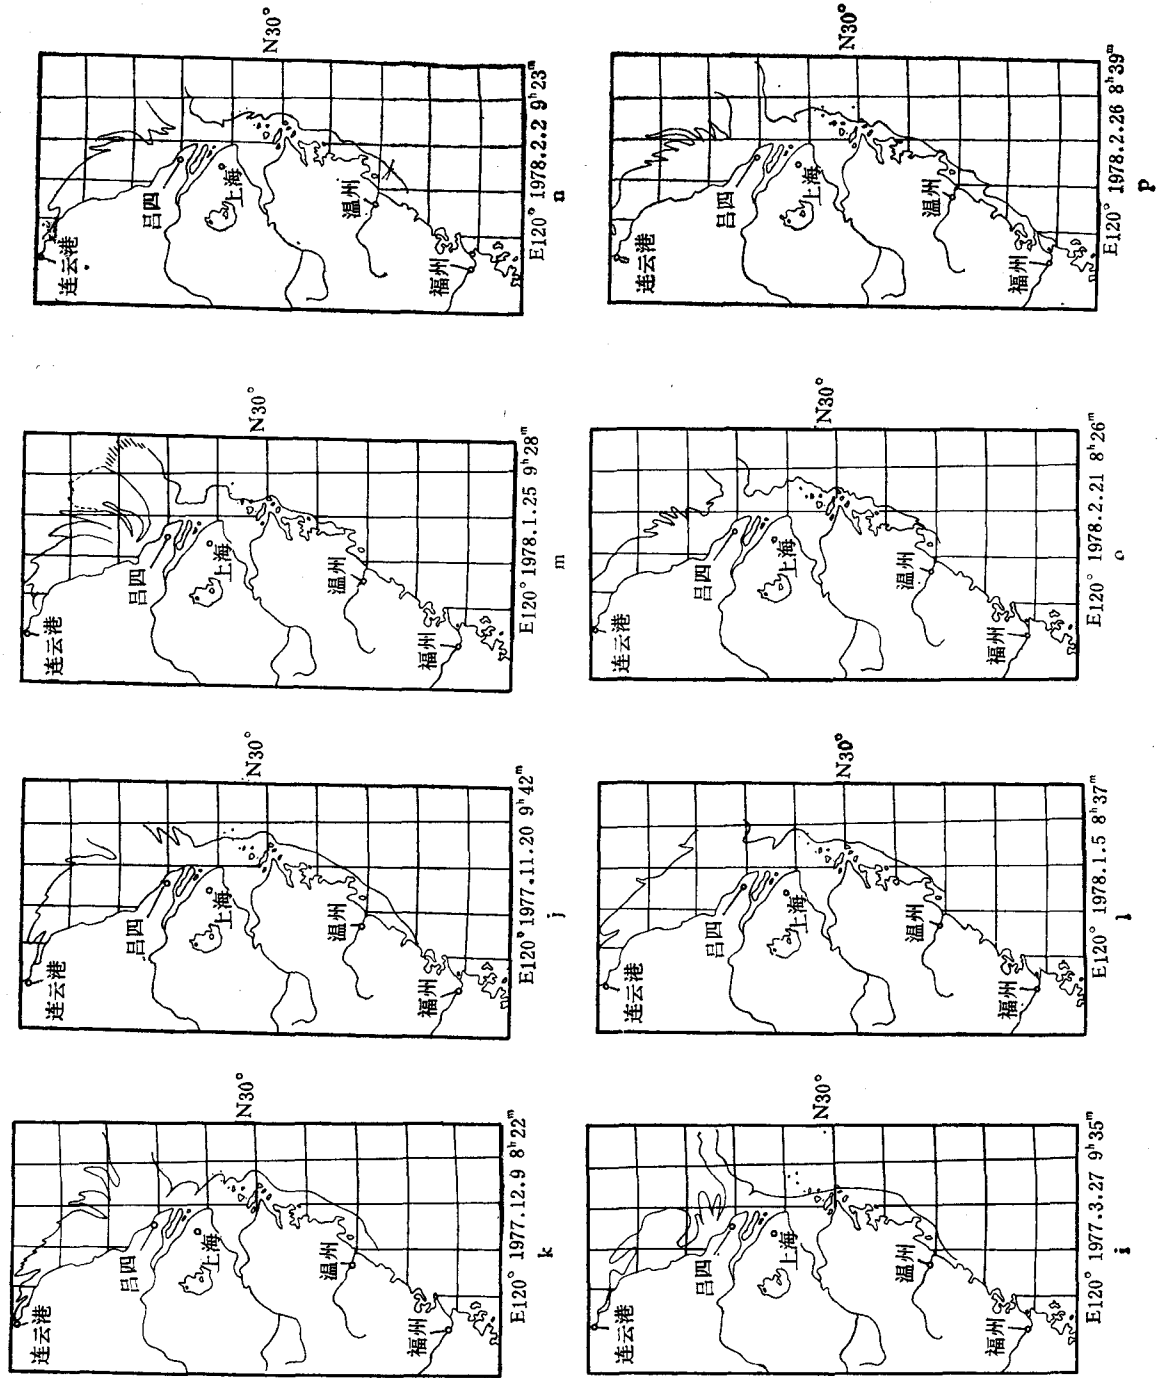 连云港
吕四
上海
温州
福州
N30°
E120° 1978.2.2 9ʰ23ᵐ
n
连云港
吕四
上海
温州
福州
N30°
E120° 1978.2.26 8ʰ39ᵐ
p
连云港
吕四
上海
温州
福州
N30°
E120° 1978.1.25 9ʰ28ᵐ
m
连云港
吕四
上海
温州
福州
N30°
E120° 1978.2.21 8ʰ26ᵐ
o
连云港
吕四
上海
温州
福州
N30°
E120° 1977.11.20 9ʰ42ᵐ
j
连云港
吕四
上海
温州
福州
N30°
E120° 1978.1.5 8ʰ37ᵐ
l
连云港
吕四
上海
温州
福州
N30°
E120° 1977.12.9 8ʰ22ᵐ
k
连云港
吕四
上海
温州
福州
N30°
E120° 1977.3.27 9ʰ35ᵐ
i